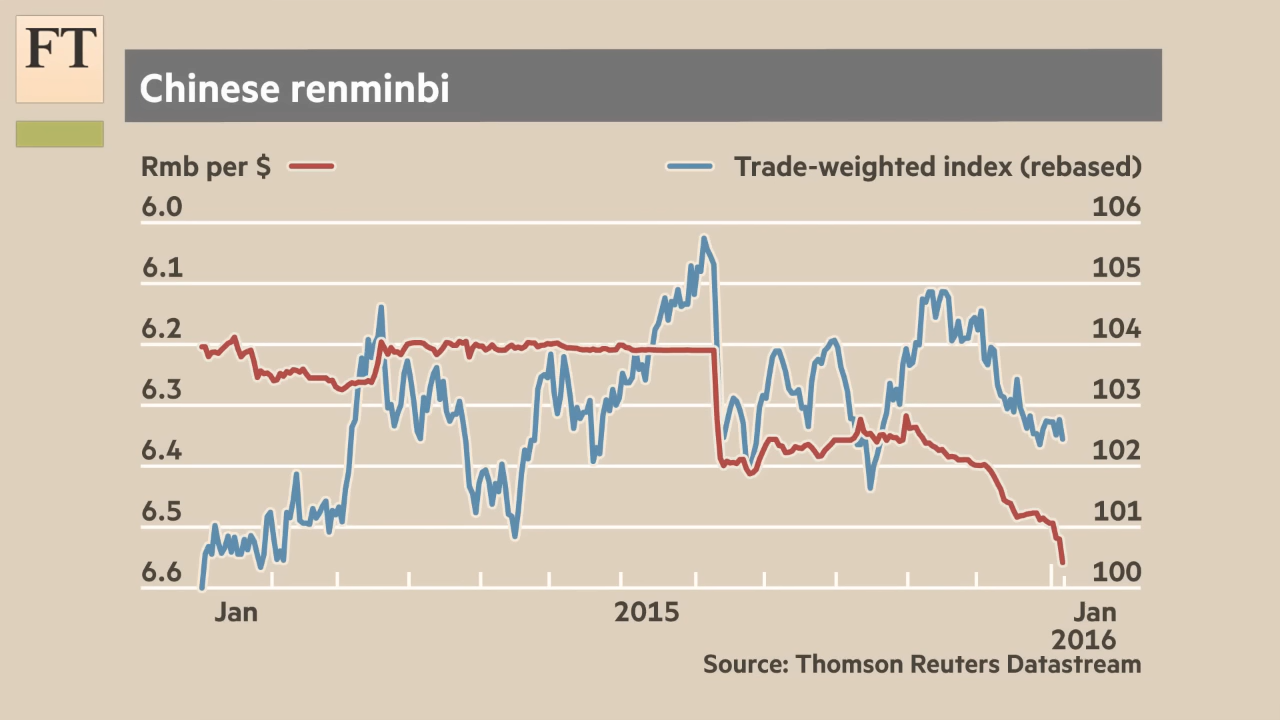 FT
Chinese renminbi
Rmb per $
Trade-weighted index (rebased)
6.0 106
6.1 105
6.2 104
6.3 103
6.4 102
6.5 101
6.6 100
Jan 2015 Jan
2016
Source: Thomson Reuters Datastream